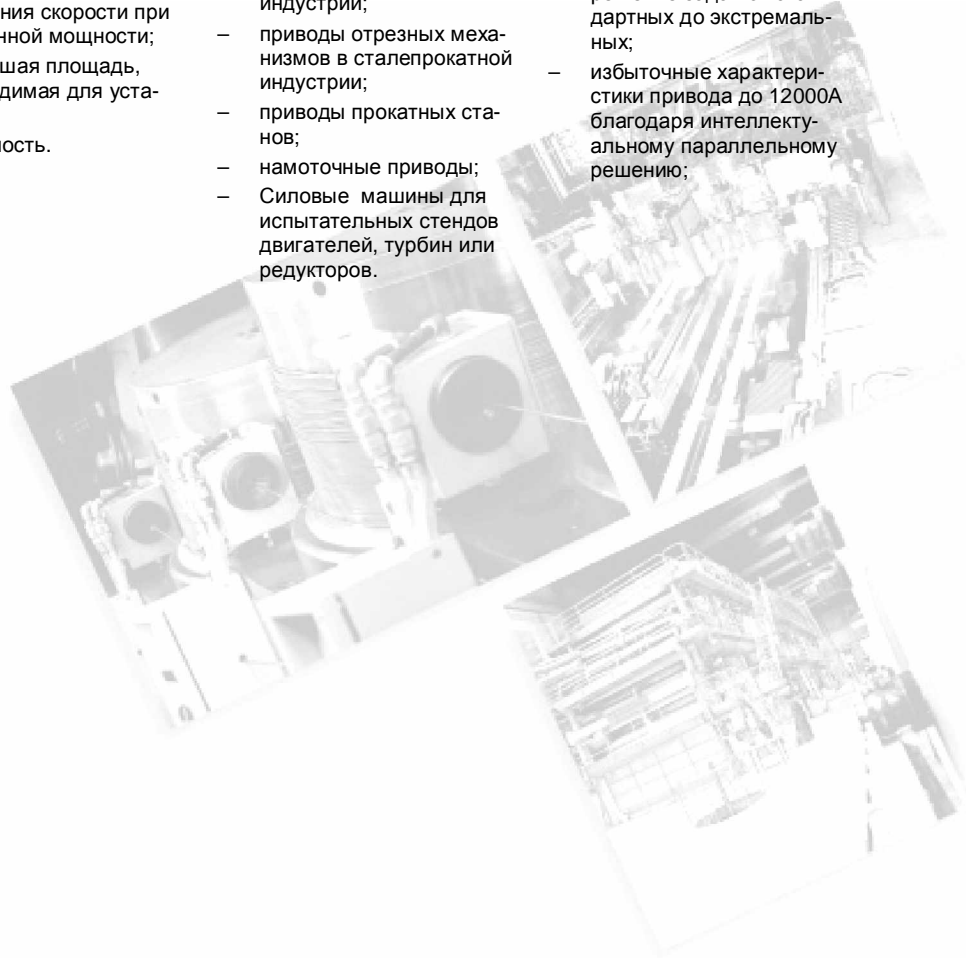 ния скорости при
нной мощности;
шая площадь,
димая для уста-
ность.
индустрии;
– приводы отрезных меха-
низмов в сталепрокатной
индустрии;
– приводы прокатных ста-
нов;
– намоточные приводы;
– Силовые машины для
испытательных стендов
двигателей, турбин или
редукторов.
дартных до экстремаль-
ных;
– избыточные характери-
стики привода до 12000А
благодаря интеллекту-
альному параллельному
решению;